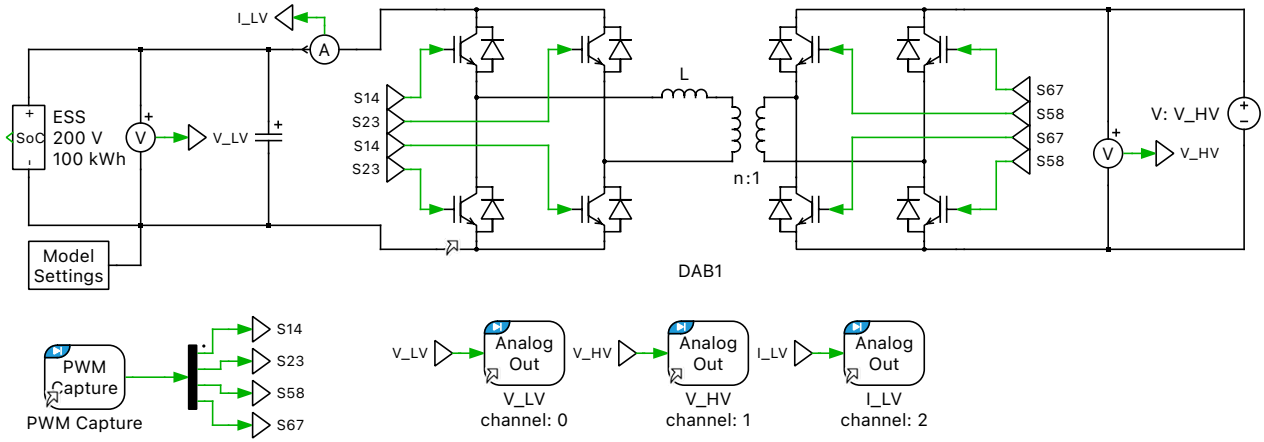 I_LV
A
S14
S23
S14
S23
ESS
200 V
100 kWh
+
SoC
-
+
V
V_LV
+
Model
Settings
L
n:1
DAB1
S67
S58
S67
S58
V: V_HV
+
−
+
V
V_HV
PWM
Capture
PWM Capture
S14
S23
S58
S67
V_LV
Analog
Out
V_LV
channel: 0
V_HV
Analog
Out
V_HV
channel: 1
I_LV
Analog
Out
I_LV
channel: 2